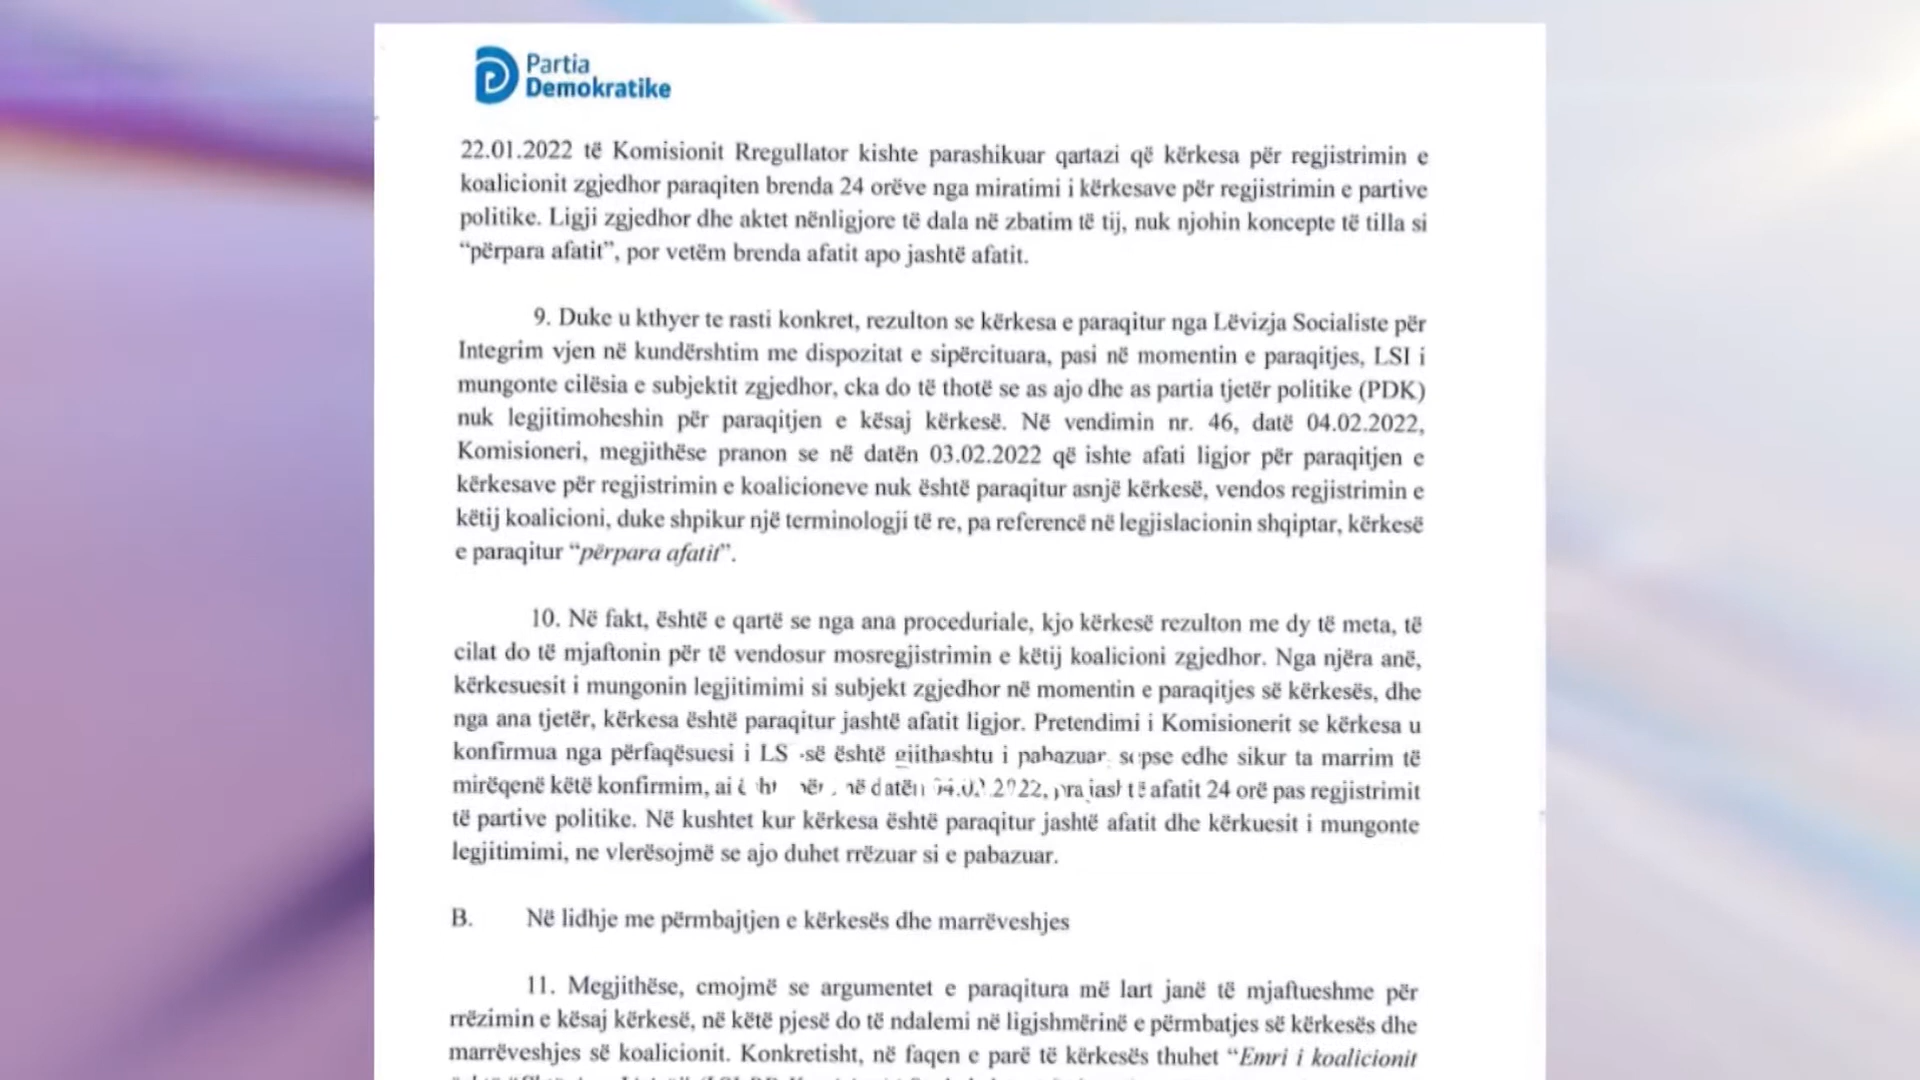 Partia
Demokratike
22.01.2022 të Komisionit Rregullator kishte parashikuar qartazi që kërkesa për regjistrimin e
koalicionit zgjedhor paraqiten brenda 24 orëve nga miratimi i kërkesave për regjistrimin e partive
politike. Ligji zgjedhor dhe aktet nënligjore të dala në zbatim të tij, nuk njohin koncepte të tilla si
“përpara afatit”, por vetëm brenda afatit apo jashtë afatit.
9. Duke u kthyer te rasti konkret, rezulton se kërkesa e paraqitur nga Lëvizja Socialiste për
Integrim vjen në kundërshtim me dispozitat e sipërcituara, pasi në momentin e paraqitjes, LSI i
mungonte cilësia e subjektit zgjedhor, cka do të thotë se as ajo dhe as partia tjetër politike (PDK)
nuk legjitimoheshin për paraqitjen e kësaj kërkesë. Në vendimin nr. 46, datë 04.02.2022,
Komisioneri, megjithëse pranon se në datën 03.02.2022 që ishte afati ligjor për paraqitjen e
kërkesave për regjistrimin e koalicioneve nuk është paraqitur asnjë kërkesë, vendos regjistrimin e
këtij koalicioni, duke shpikur një terminologji të re, pa referencë në legjislacionin shqiptar, kërkesë
e paraqitur “përpara afatit”.
10. Në fakt, është e qartë se nga ana proceduriale, kjo kërkesë rezulton me dy të meta, të
cilat do të mjaftonin për të vendosur mosregjistrimin e këtij koalicioni zgjedhor. Nga njëra anë,
kërkesuesit i mungonin legjitimimi si subjekt zgjedhor në momentin e paraqitjes së kërkesës, dhe
nga ana tjetër, kërkesa është paraqitur jashtë afatit ligjor. Pretendimi i Komisionerit se kërkesa u
konfirmua nga përfaqësuesi i LS -së është gjithashtu i pabazuar, sepse edhe sikur ta marrim të
mirëqenë këtë konfirmim, ai datën 2022, pra jashtë afatit 24 orë pas regjistrimit
të partive politike. Në kushtet kur kërkesa është paraqitur jashtë afatit dhe kërkuesit i mungonte
legjitimimi, ne vlerësojmë se ajo duhet rrëzuar si e pabazuar.
B. Në lidhje me përmbajtjen e kërkesës dhe marrëveshjes
11. Megjithëse, cmojmë se argumentet e paraqitura më lart janë të mjaftueshme për
rrëzimin e kësaj kërkesë, në këtë pjesë do të ndalemi në ligjshmërinë e përmbatjes së kërkesës dhe
marrëveshjes së koalicionit. Konkretisht, në faqen e parë të kërkesës thuhet “Emri i koalicionit